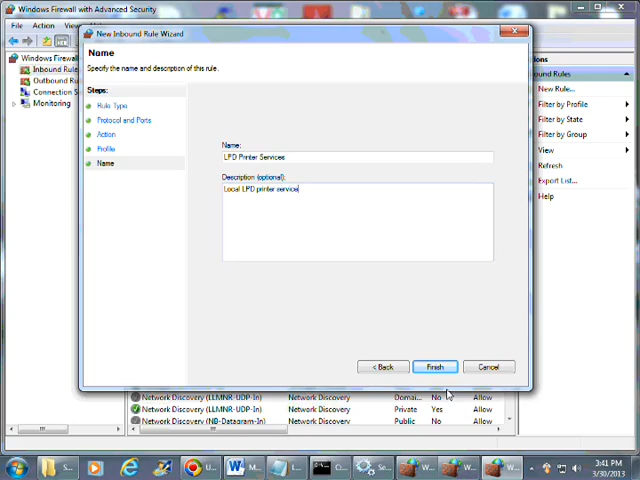 Windows Firewall with Advanced Security
File Action View
New Inbound Rule Wizard
Name
Specify the name and description of this rule.
Steps:
Rule Type
Protocol and Ports
Action
Profile
Name
Name:
LPD Printer Services
Description (optional):
Local LPD printer service
< Back Finish Cancel
Windows Firewall
Inbound Rules
Outbound Ru
Connection S
Monitoring
ons
ound Rules
New Rule...
Filter by Profile
Filter by State
Filter by Group
View
Refresh
Export List...
Help
Network Discovery (LLMNR-UDP-In) Network Discovery Domai... No Allow
Network Discovery (LLMNR-UDP-In) Network Discovery Private Yes Allow
Network Discovery (NB-Datagram-In) Network Discovery Public No Allow
S... U... M... L... C... Se... W... W... W...
3:41 PM
3/30/2013